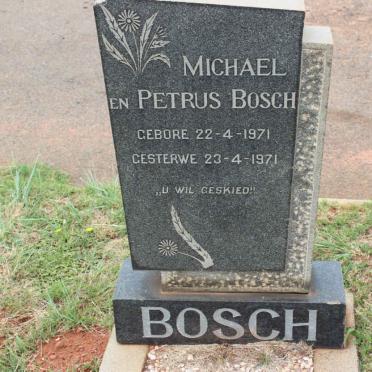 MICHAEL
EN PETRUS BOSCH
GEBORE 22-4-1971
GESTERWE 23-4-1971
„U WIL GESKIED”
BOSCH